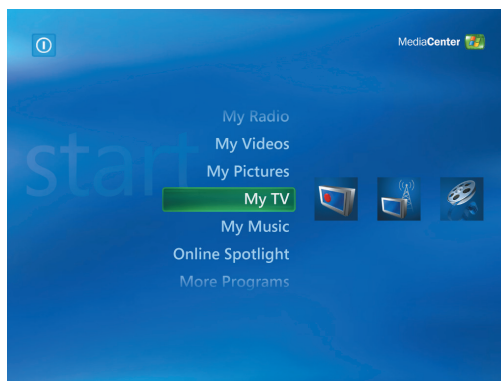 MediaCenter
start
My Radio
My Videos
My Pictures
My TV
My Music
Online Spotlight
More Programs